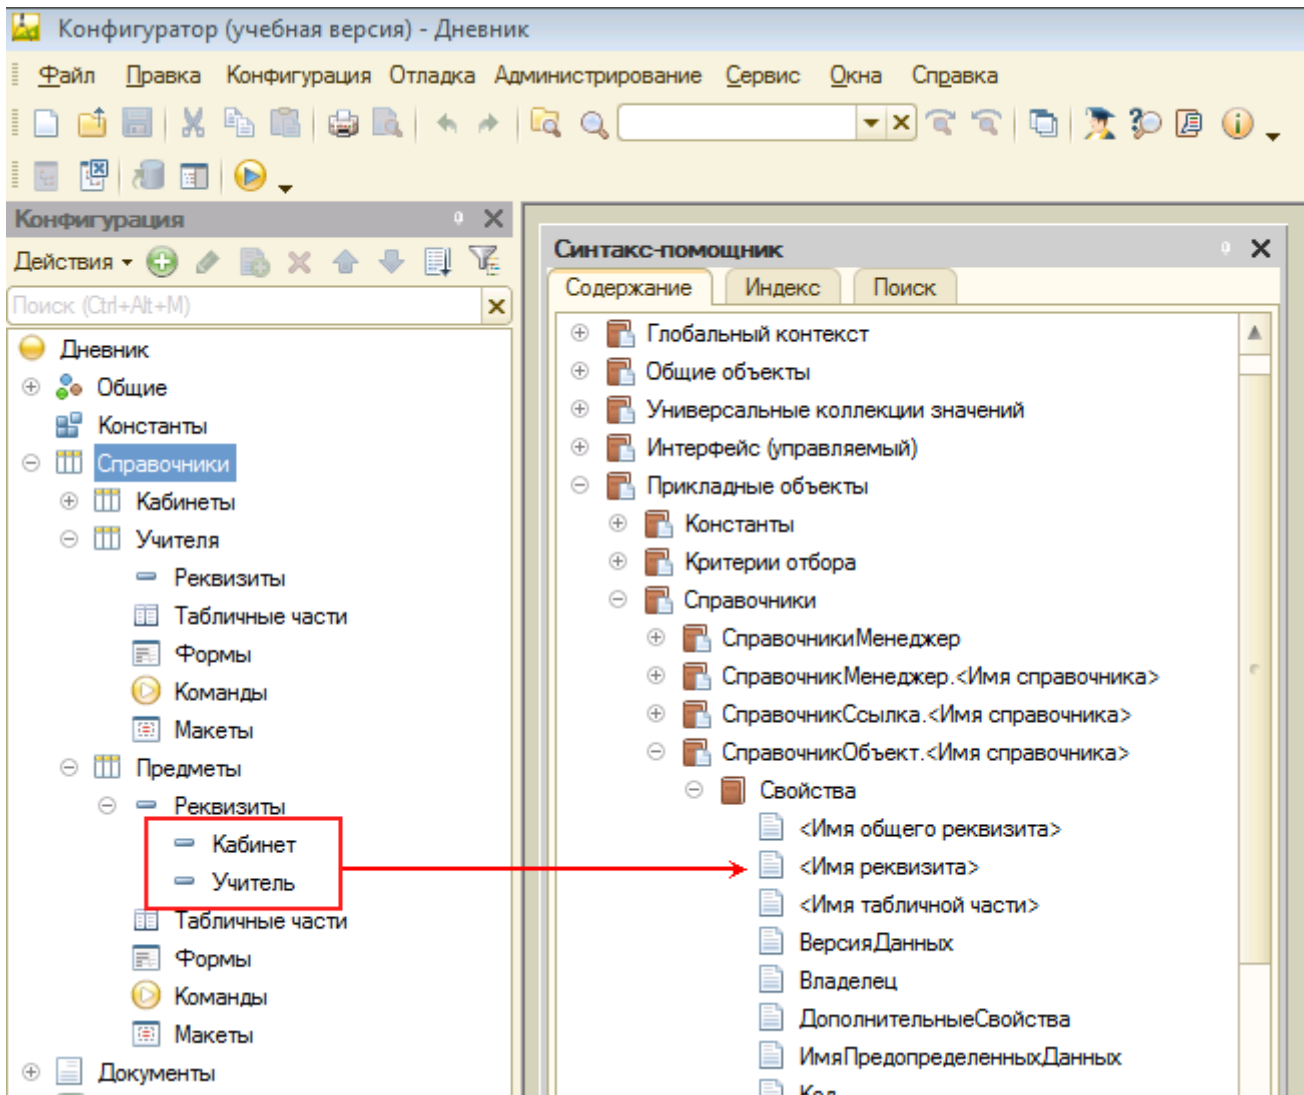 Конфигуратор (учебная версия) - Дневник
Файл Правка Конфигурация Отладка Администрирование Сервис Окна Справка
Конфигурация
Действия
Поиск (Ctrl+Alt+M)
Дневник
Общие
Константы
Справочники
Кабинеты
Учителя
Реквизиты
Табличные части
Формы
Команды
Макеты
Предметы
Реквизиты
Кабинет
Учитель
Табличные части
Формы
Команды
Макеты
Документы
Синтакс-помощник
Содержание Индекс Поиск
Глобальный контекст
Общие объекты
Универсальные коллекции значений
Интерфейс (управляемый)
Прикладные объекты
Константы
Критерии отбора
Справочники
СправочникиМенеджер
СправочникМенеджер.<Имя справочника>
СправочникСсылка.<Имя справочника>
СправочникОбъект.<Имя справочника>
Свойства
<Имя общего реквизита>
<Имя реквизита>
<Имя табличной части>
ВерсияДанных
Владелец
ДополнительныеСвойства
ИмяПредопределенныхДанных
Код